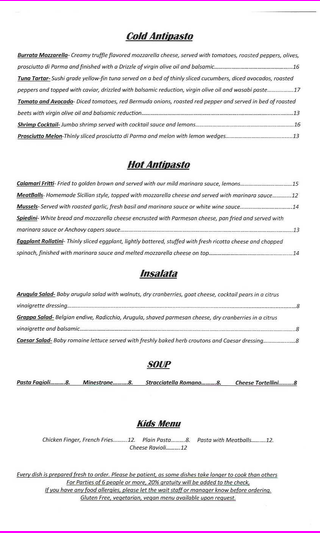 Cold Antipasto
Burrata Mozzarella- Creamy truffle flavored mozzarella cheese, served with tomatoes, roasted peppers, olives,
prosciutto di Parma and finished with a Drizzle of virgin olive oil and balsamic...16
Tuna Tartar- Sushi grade yellow-fin tuna served on a bed of thinly sliced cucumbers, diced avocados, roasted
peppers and topped with caviar, drizzled with balsamic reduction, virgin olive oil and wasabi paste...17
Tomato and Avocado- Diced tomatoes, red Bermuda onions, roasted red pepper and served in bed of roasted
beets with virgin olive oil and balsamic reduction...13
Shrimp Cocktail- Jumbo shrimp served with cocktail sauce and lemons...16
Prosciutto Melon-Thinly sliced prosciutto di Parma and melon with lemon wedges...13
Hot Antipasto
Calamari Fritti- Fried to golden brown and served with our mild marinara sauce, lemons...15
MeatBalls- Homemade Sicilian style, topped with mozzarella cheese and served with marinara sauce...12
Mussels- Served with roasted garlic, fresh basil and marinara sauce or white wine sauce...14
Spiedini- White bread and mozzarella cheese encrusted with Parmesan cheese, pan fried and served with
marinara sauce or Anchovy capers sauce...13
Eggplant Rollatini- Thinly sliced eggplant, lightly battered, stuffed with fresh ricotta cheese and chopped
spinach, finished with marinara sauce and melted mozzarella cheese on top...14
Insalata
Arugula Salad- Baby arugula salad with walnuts, dry cranberries, goat cheese, cocktail pears in a citrus
vinaigrette dressing...8
Grappa Salad- Belgian endive, Radicchio, Arugula, shaved parmesan cheese, dry cranberries in a citrus
vinaigrette and balsamic...8
Caesar Salad- Baby romaine lettuce served with freshly baked herb croutons and Caesar dressing...8
SOUP
Pasta Fagioli...8. Minestrone...8. Stracciatella Romano...8. Cheese Tortellini...8
Kids Menu
Chicken Finger, French Fries...12. Plain Pasta...8. Pasta with Meatballs...12.
Cheese Ravioli...12
Every dish is prepared fresh to order. Please be patient, as some dishes take longer to cook than others
For Parties of 6 people or more, 20% gratuity will be added to the check,
if you have any food allergies, please let the wait staff or manager know before ordering.
Gluten Free, vegetarian, vegan menu available upon request.